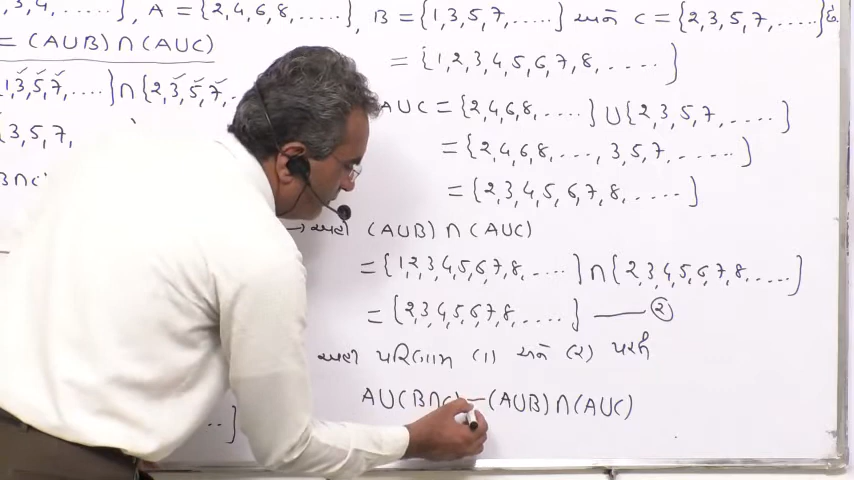 3,4,.....}, A = {2,4,6,8,.....}, B = {1,3,5,7,.....} અને C = {2,3,5,7,.....} છે.
= (A∪B)∩(A∪C)
= {1,2,3,4,5,6,7,8,.....}
1,3,5,7,....}∩{2,3,5,7,..
A∪C = {2,4,6,8,.....}∪{2,3,5,7,.....}
{3,5,7,
= {2,4,6,8,....., 3,5,7,......}
B∩C
= {2,3,4,5,6,7,8,.....}
→ અહીં (A∪B)∩(A∪C)
= {1,2,3,4,5,6,7,8,.....}∩{2,3,4,5,6,7,8,.....}
= {2,3,4,5,6,7,8,.....} —— ②
અહીં પરિણામ (1) અને (૨) પરથી
A∪(B∩C) = (A∪B)∩(A∪C)
..}